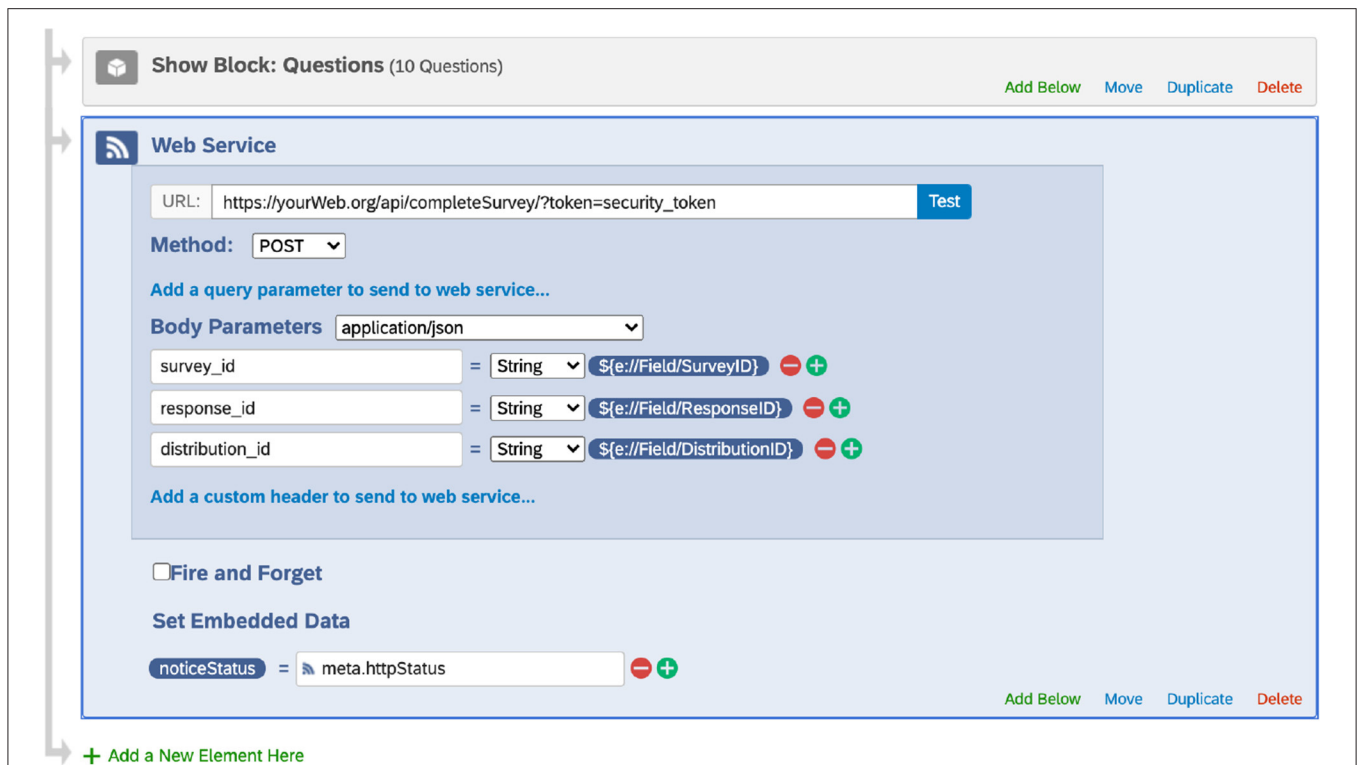 Show Block: Questions (10 Questions)
Add Below Move Duplicate Delete
Web Service
URL: https://yourWeb.org/api/completeSurvey/?token=security_token Test
Method: POST
Add a query parameter to send to web service...
Body Parameters application/json
survey_id = String ${e://Field/SurveyID}
response_id = String ${e://Field/ResponseID}
distribution_id = String ${e://Field/DistributionID}
Add a custom header to send to web service...
Fire and Forget
Set Embedded Data
noticeStatus = meta.httpStatus
Add Below Move Duplicate Delete
+ Add a New Element Here